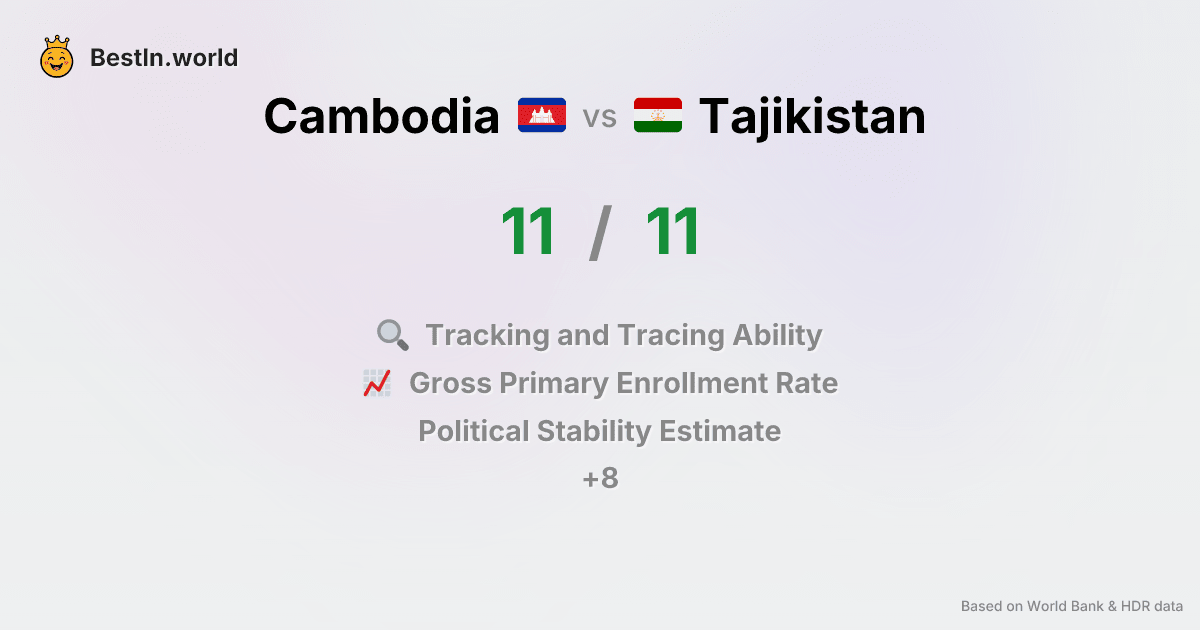 BestIn.world
Cambodia vs Tajikistan
11 / 11
Tracking and Tracing Ability
Gross Primary Enrollment Rate
Political Stability Estimate
+8
Based on World Bank & HDR data